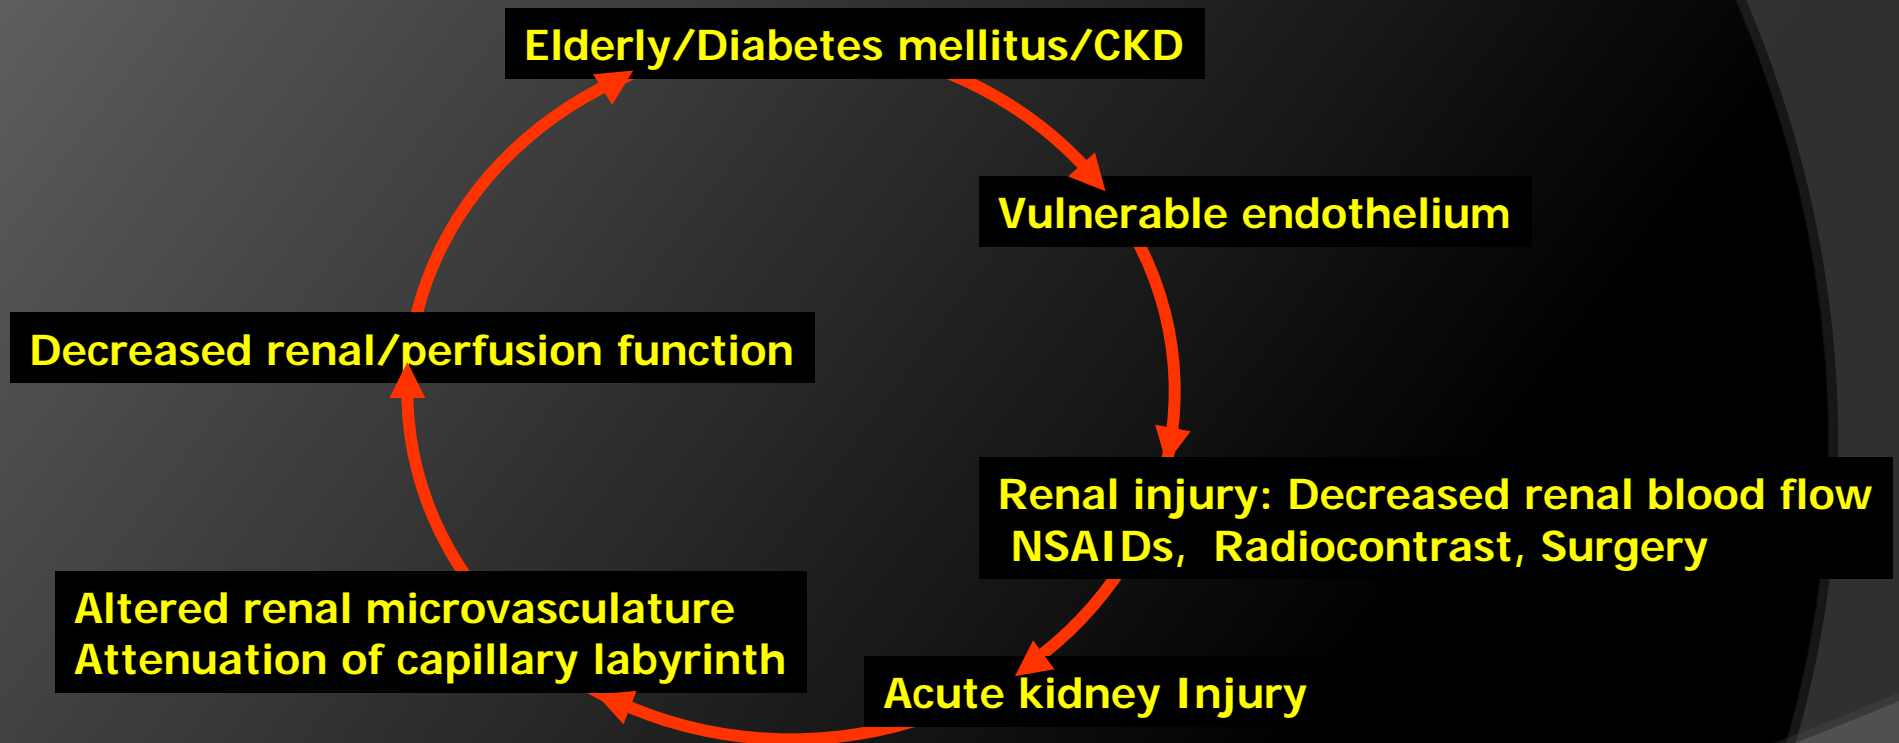 Elderly/Diabetes mellitus/CKD
Vulnerable endothelium
Renal injury: Decreased renal blood flow
NSAIDs, Radiocontrast, Surgery
Acute kidney Injury
Altered renal microvasculature
Attenuation of capillary labyrinth
Decreased renal/perfusion function